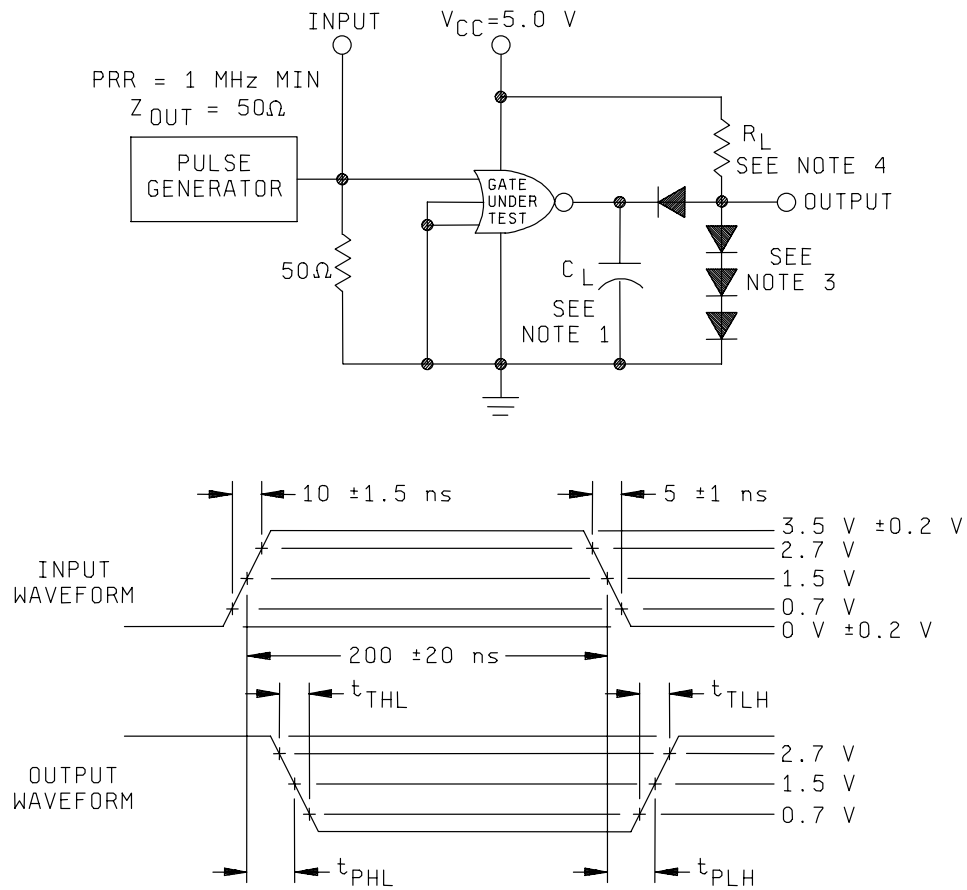 INPUT
VCC=5.0 V
PRR = 1 MHz MIN
ZOUT = 50Ω
PULSE
GENERATOR
GATE
UNDER
TEST
RL
SEE NOTE 4
OUTPUT
50Ω
CL
SEE
NOTE 1
SEE
NOTE 3
10 ±1.5 ns
5 ±1 ns
3.5 V ±0.2 V
2.7 V
INPUT
WAVEFORM
1.5 V
0.7 V
0 V ±0.2 V
200 ±20 ns
tTHL
tTLH
2.7 V
OUTPUT
WAVEFORM
1.5 V
0.7 V
tPHL
tPLH